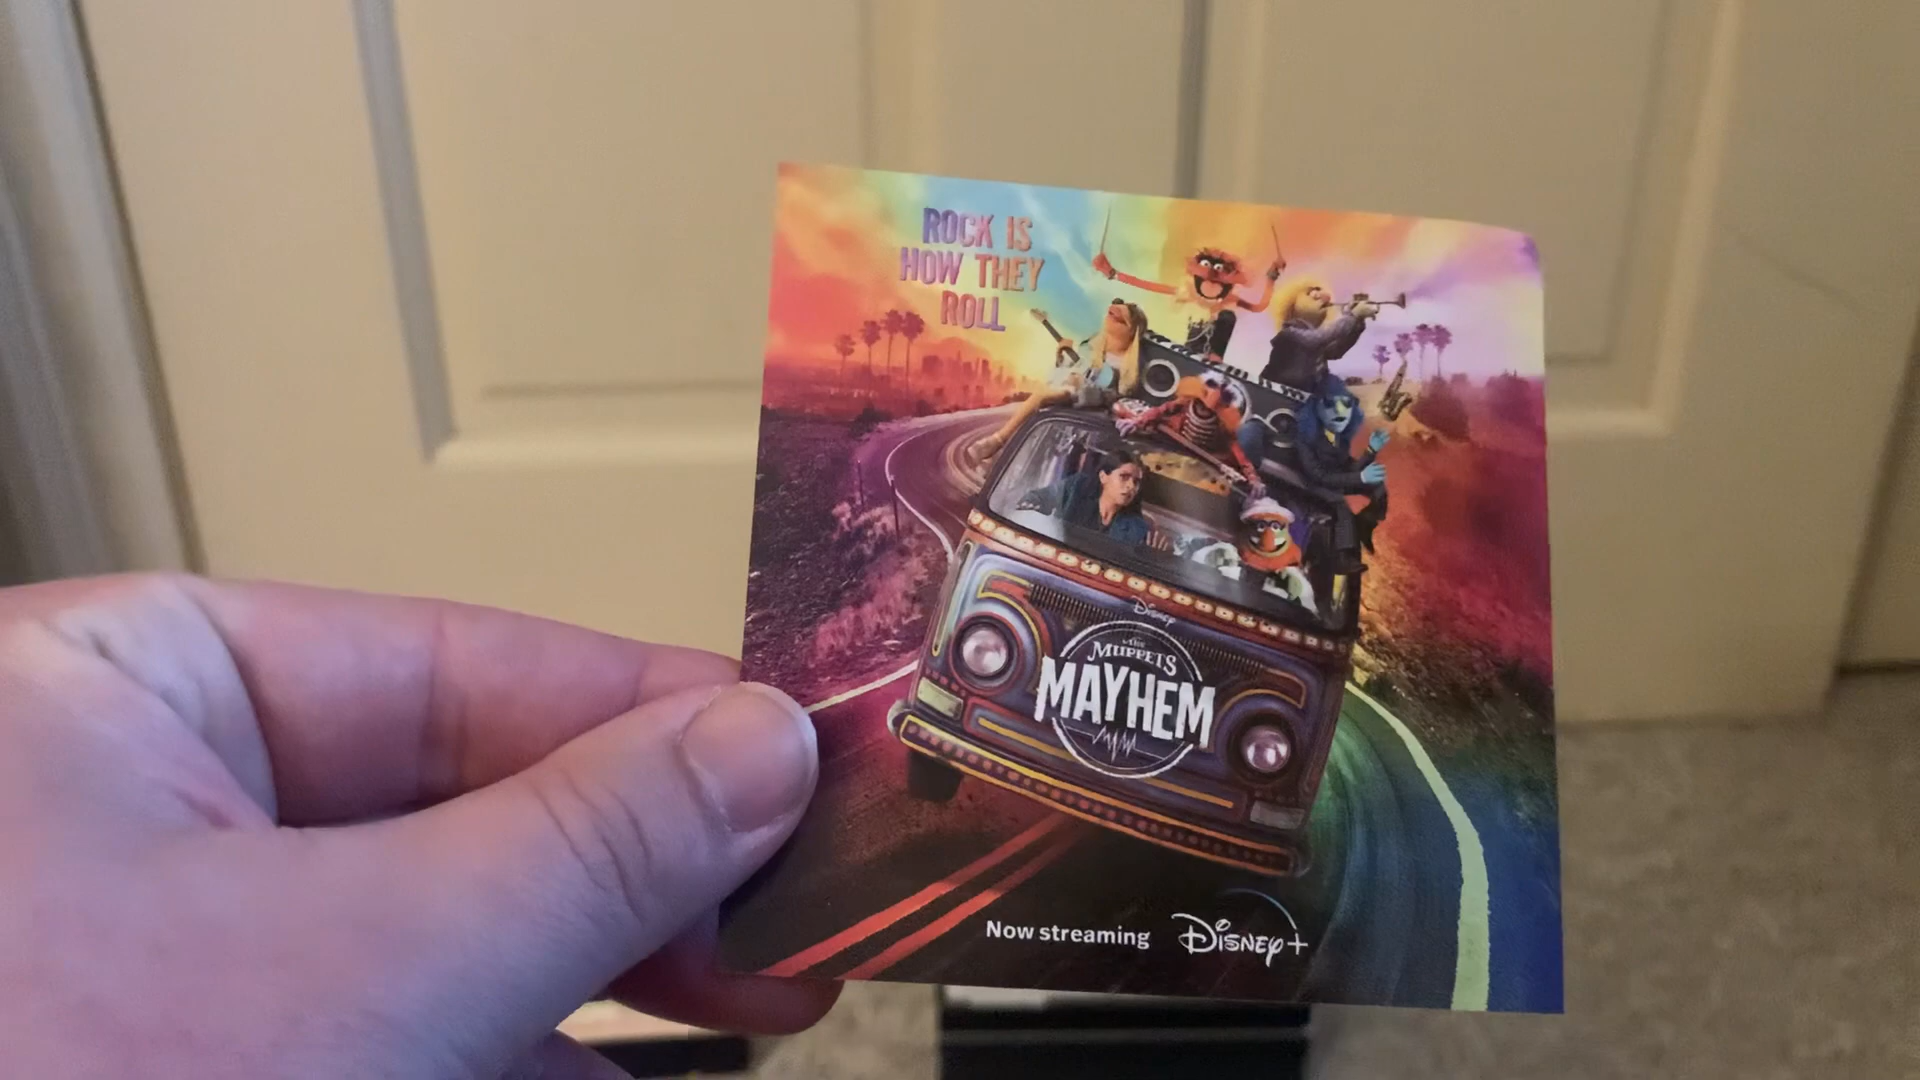 ROCK IS
HOW THEY
ROLL
Disney
The
MUPPETS
MAYHEM
Now streaming Disney+